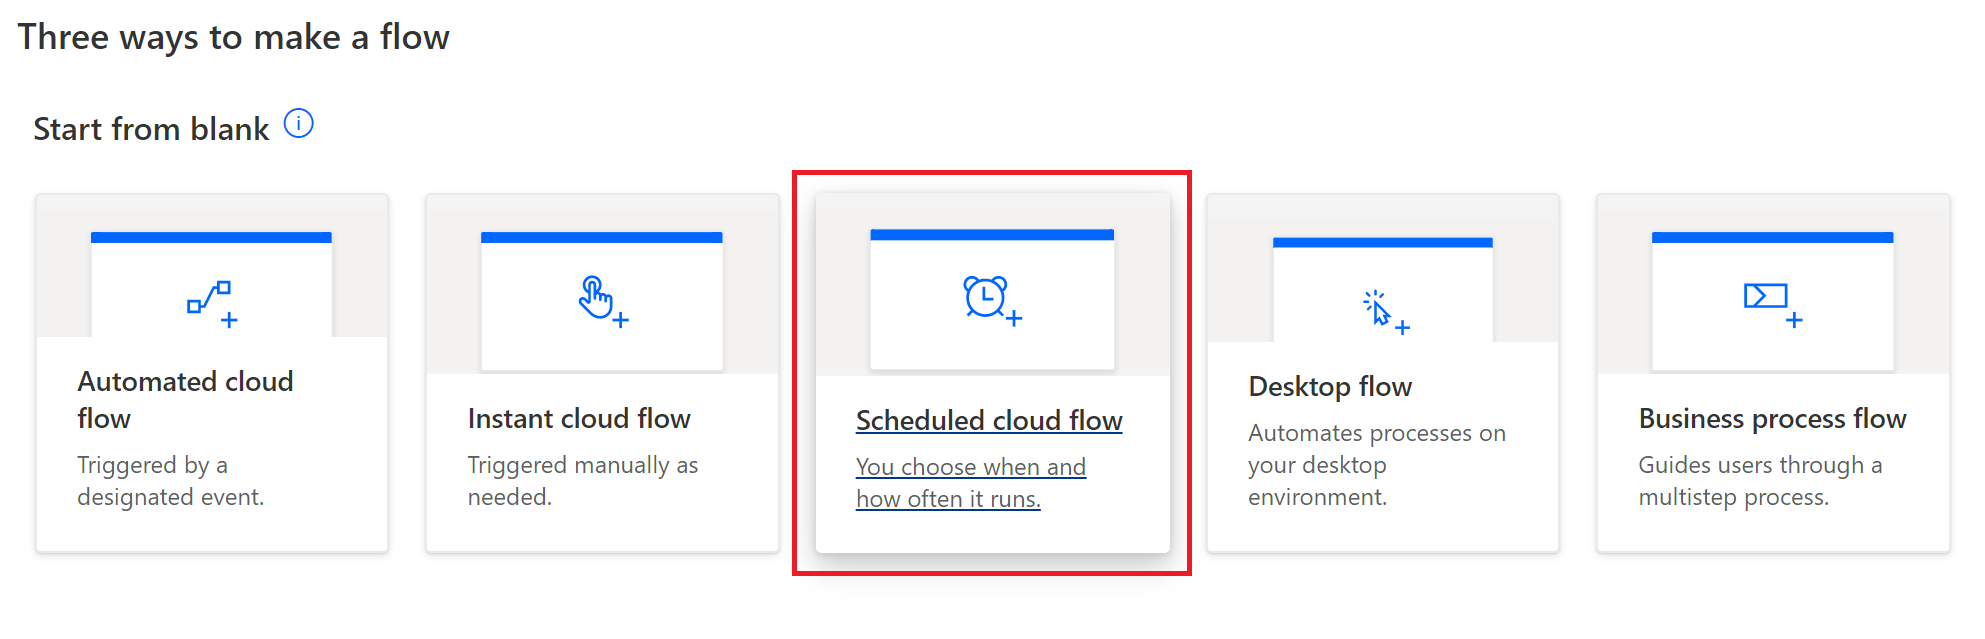 Three ways to make a flow
Start from blank
Automated cloud
flow
Triggered by a
designated event.
Instant cloud flow
Triggered manually as
needed.
Scheduled cloud flow
You choose when and
how often it runs.
Desktop flow
Automates processes on
your desktop
environment.
Business process flow
Guides users through a
multistep process.